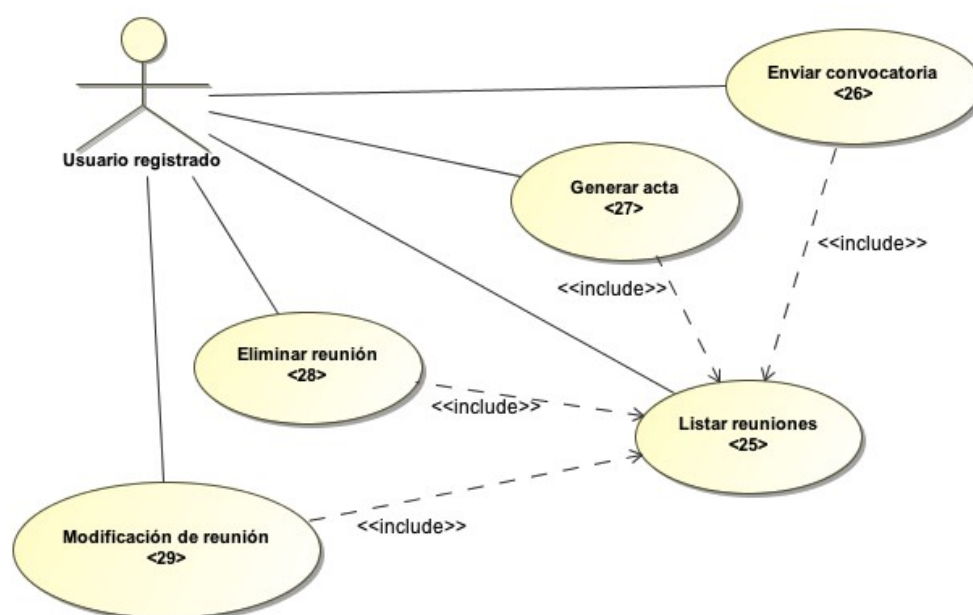 Enviar convocatoria
<26>
Usuario registrado
Generar acta
<27>
<<include>>
<<include>>
Eliminar reunión
<28>
<<include>>
Listar reuniones
<25>
<<include>>
Modificación de reunión
<29>